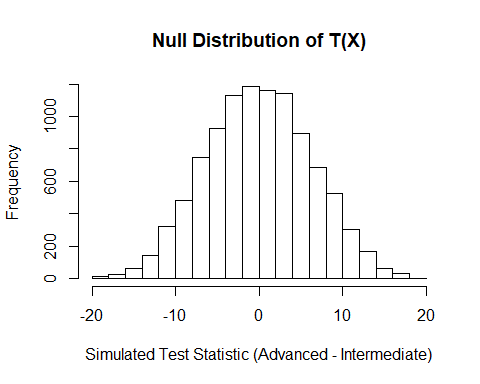 Null Distribution of T(X)
Frequency
1000
600
200
0
-20 -10 0 10 20
Simulated Test Statistic (Advanced - Intermediate)